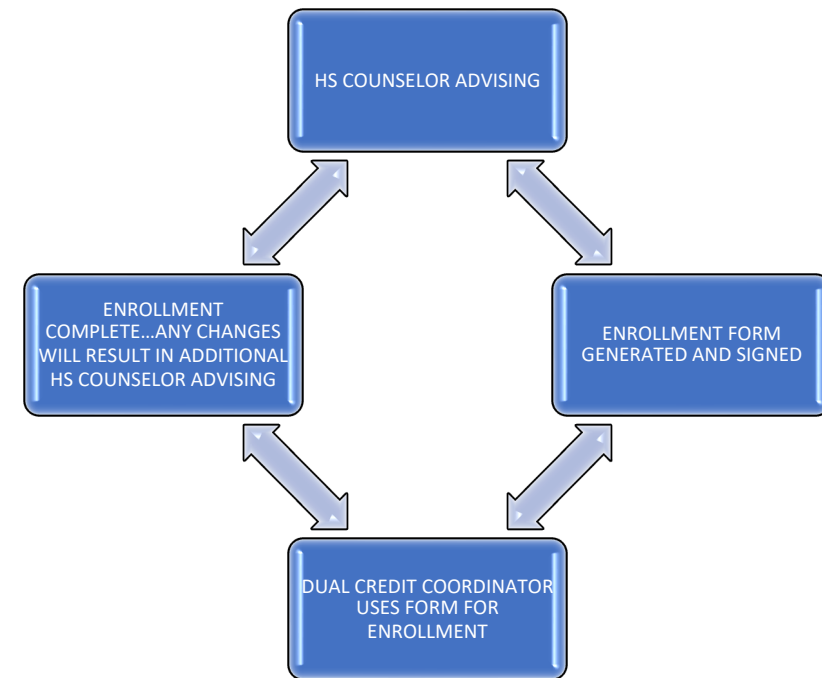 HS COUNSELOR ADVISING
ENROLLMENT
COMPLETE...ANY CHANGES
WILL RESULT IN ADDITIONAL
HS COUNSELOR ADVISING
ENROLLMENT FORM
GENERATED AND SIGNED
DUAL CREDIT COORDINATOR
USES FORM FOR
ENROLLMENT